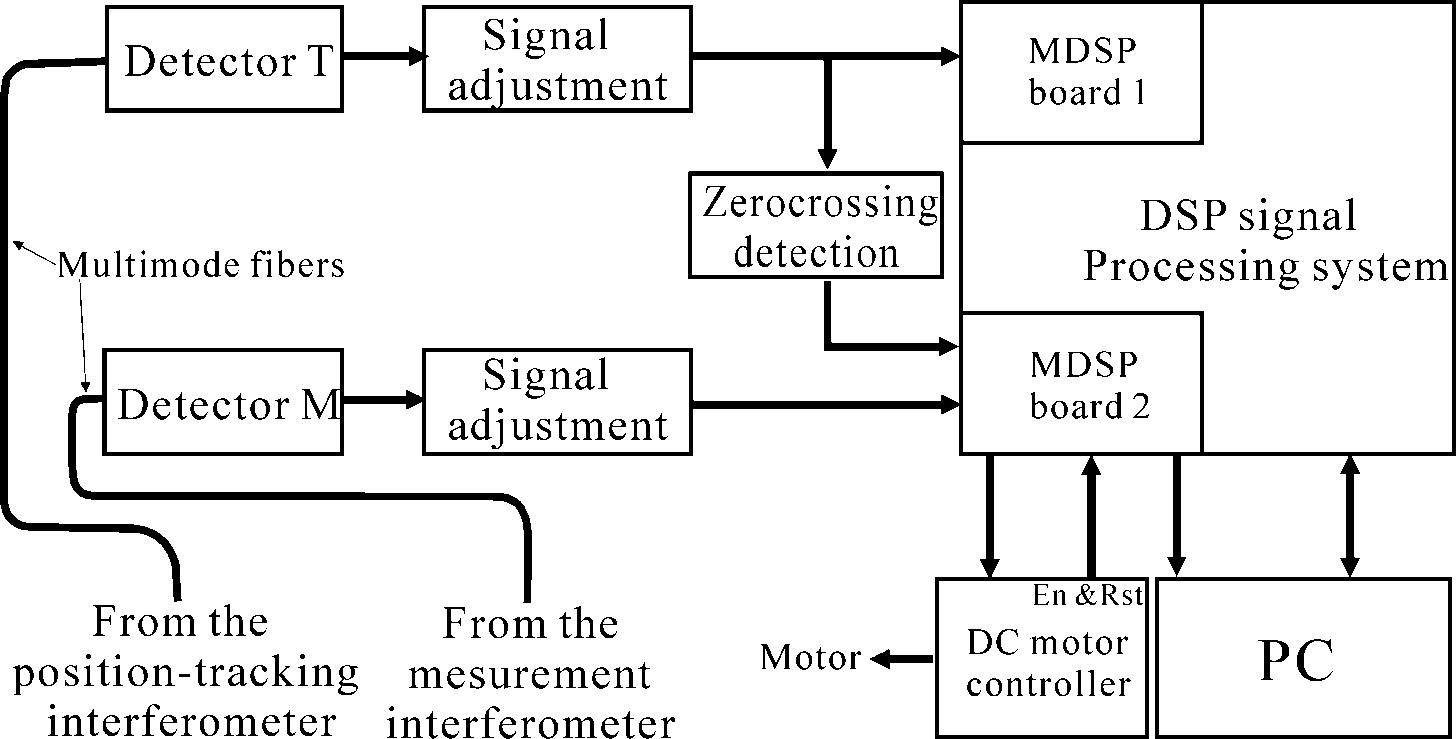 Detector T
Signal
adjustment
MDSP
board 1
Zerocrossing
detection
DSP signal
Processing system
Multimode fibers
Detector M
Signal
adjustment
MDSP
board 2
From the
position-tracking
interferometer
From the
mesurement
interferometer
Motor
En &Rst
DC motor
controller
PC